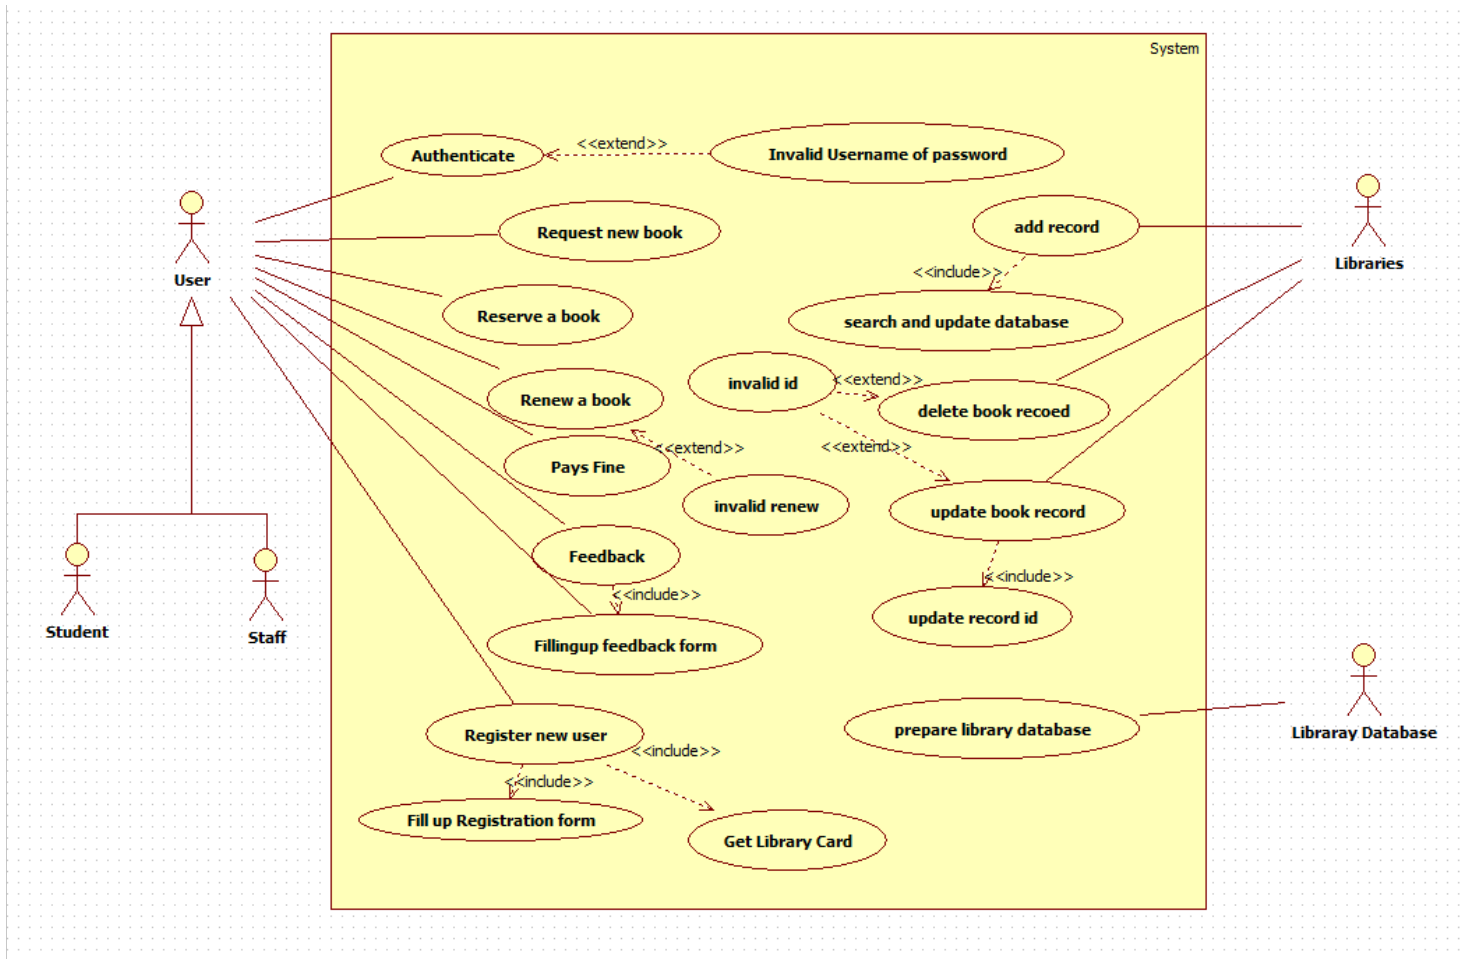 System
Authenticate
<<extend>>
Invalid Username of password
Request new book
add record
Libraries
User
<<include>>
Reserve a book
search and update database
invalid id
<<extend>>
Renew a book
delete book recoed
<<extend>>
<<extend>>
Pays Fine
invalid renew
update book record
Feedback
<<include>>
<<include>>
update record id
Student
Staff
Fillingup feedback form
Register new user
<<include>>
prepare library database
Libraray Database
<<include>>
Fill up Registration form
Get Library Card